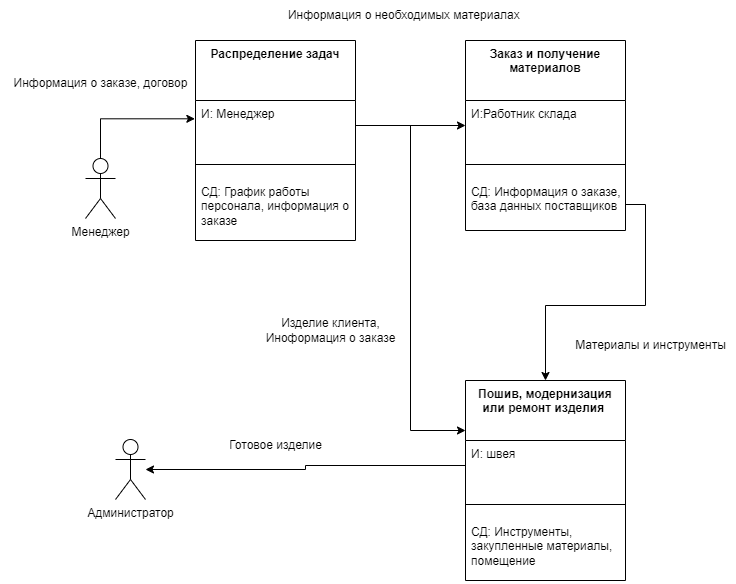 Информация о необходимых материалах
Распределение задач
Заказ и получение
материалов
Информация о заказе, договор
И: Менеджер
И:Работник склада
СД: График работы
персонала, информация о
заказе
СД: Информация о заказе,
база данных поставщиков
Менеджер
Изделие клиента,
Иноформация о заказе
Материалы и инструменты
Пошив, модернизация
или ремонт изделия
Готовое изделие
И: швея
Администратор
СД: Инструменты,
закупленные материалы,
помещение